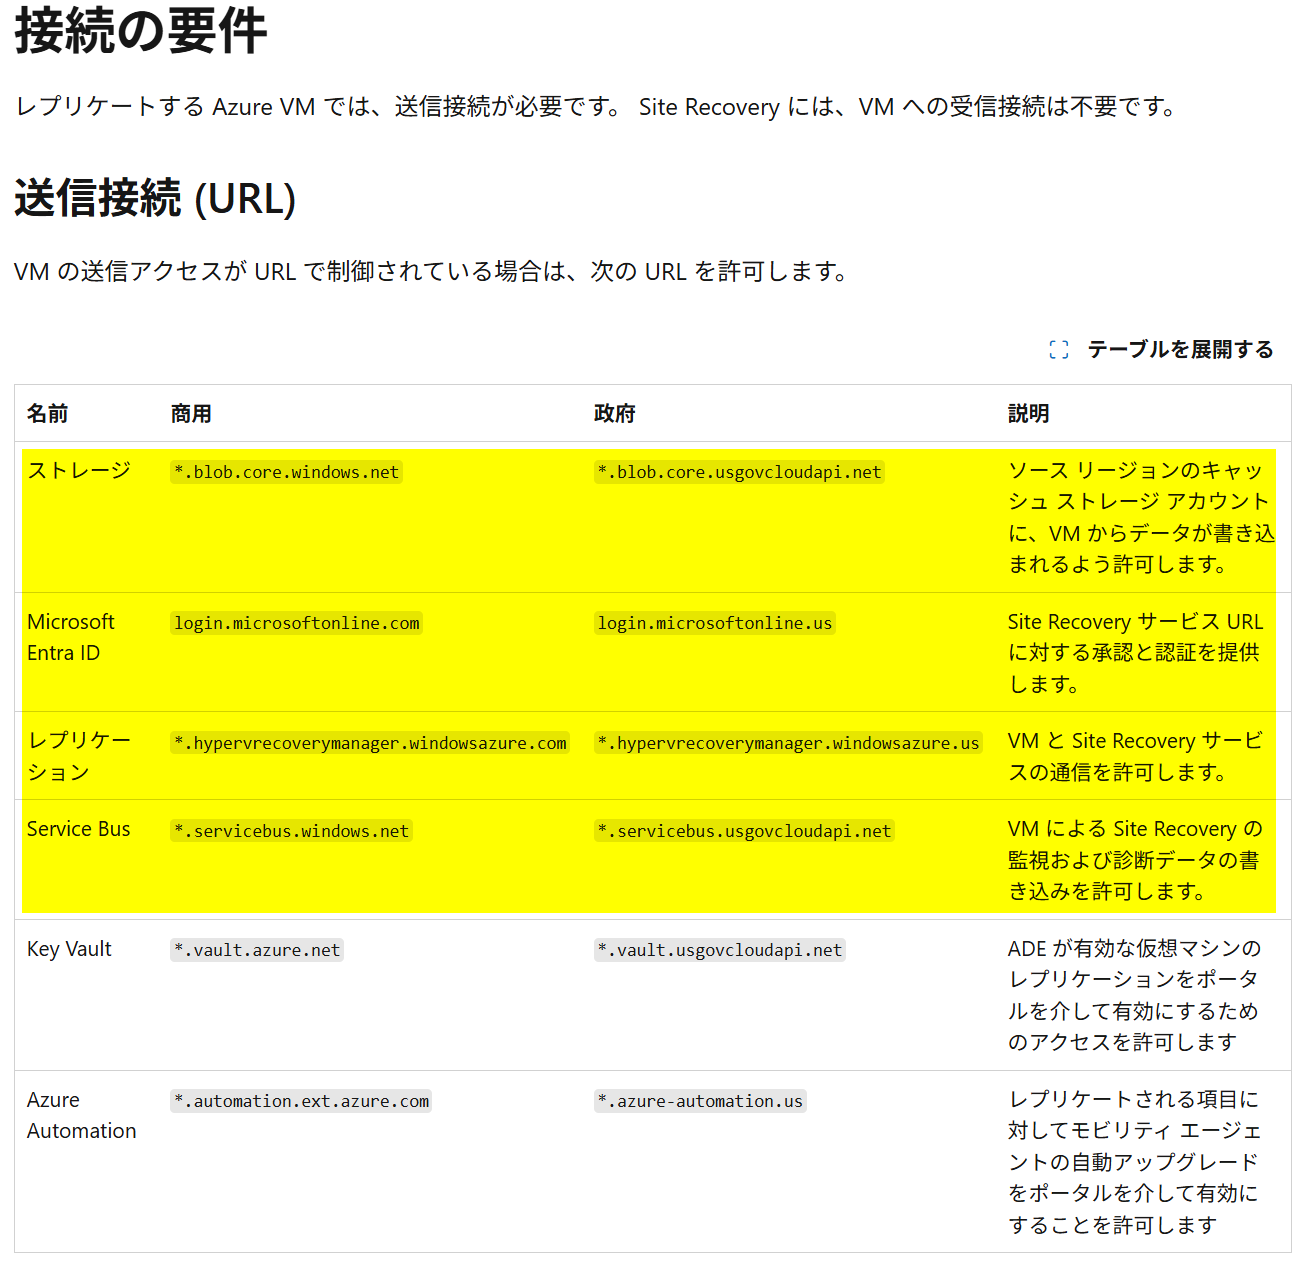 接続の要件
レプリケートする Azure VM では、送信接続が必要です。 Site Recovery には、VM への受信接続は不要です。
送信接続 (URL)
VM の送信アクセスが URL で制御されている場合は、次の URL を許可します。
テーブルを展開する
名前 商用 政府 説明
ストレージ *.blob.core.windows.net *.blob.core.usgovcloudapi.net ソース リージョンのキャッ
シュ ストレージ アカウント
に、VM からデータが書き込
まれるよう許可します。
Microsoft login.microsoftonline.com login.microsoftonline.us Site Recovery サービス URL
Entra ID に対する承認と認証を提供
します。
レプリケー *.hypervrecoverymanager.windowsazure.com *.hypervrecoverymanager.windowsazure.us VM と Site Recovery サービ
ション スの通信を許可します。
Service Bus *.servicebus.windows.net *.servicebus.usgovcloudapi.net VM による Site Recovery の
監視および診断データの書
き込みを許可します。
Key Vault *.vault.azure.net *.vault.usgovcloudapi.net ADE が有効な仮想マシンの
レプリケーションをポータ
ルを介して有効にするため
のアクセスを許可します
Azure *.automation.ext.azure.com *.azure-automation.us レプリケートされる項目に
Automation 対してモビリティ エージェ
ントの自動アップグレード
をポータルを介して有効に
することを許可します